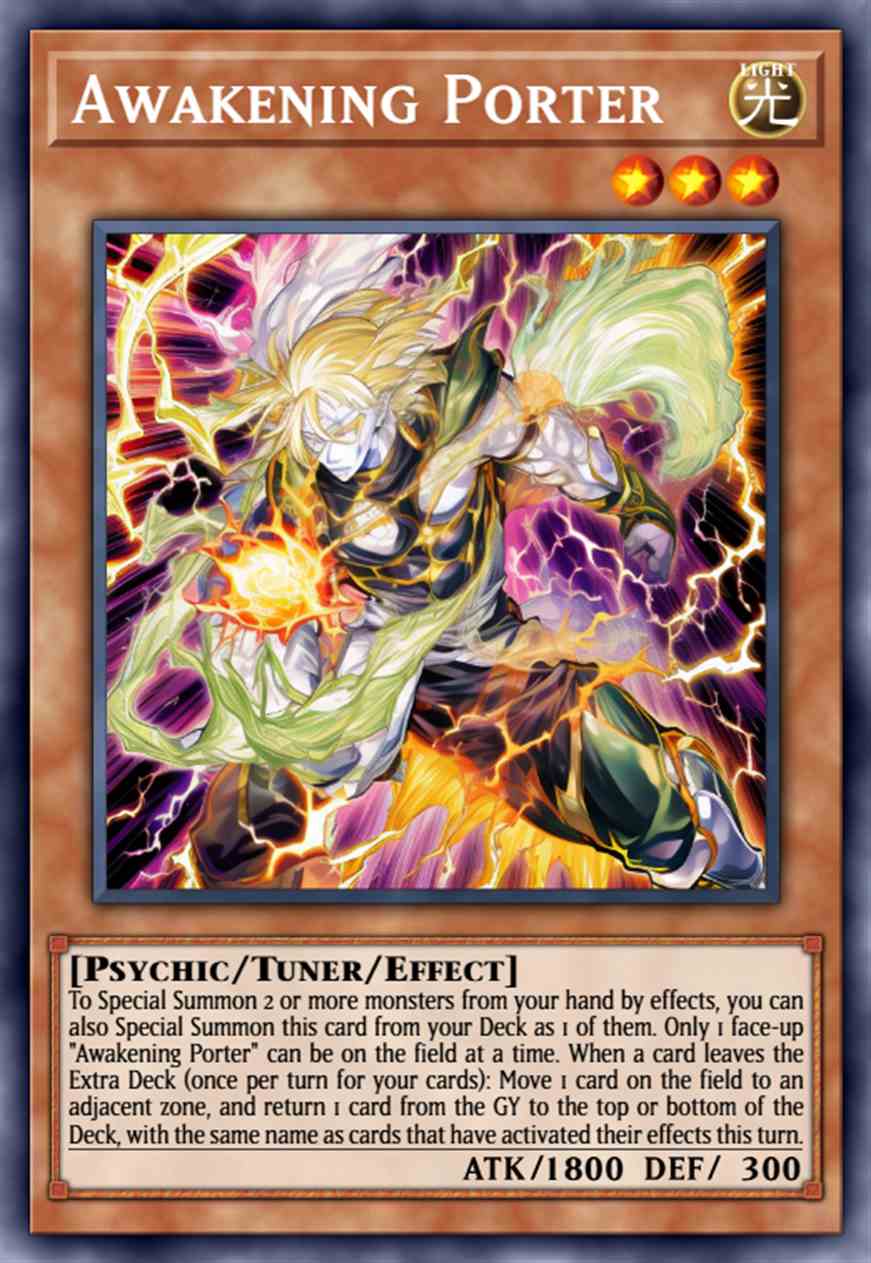 AWAKENING PORTER
LIGHT
光
[PSYCHIC/TUNER/EFFECT]
To Special Summon 2 or more monsters from your hand by effects, you can
also Special Summon this card from your Deck as 1 of them. Only 1 face-up
"Awakening Porter" can be on the field at a time. When a card leaves the
Extra Deck (once per turn for your cards): Move 1 card on the field to an
adjacent zone, and return 1 card from the GY to the top or bottom of the
Deck, with the same name as cards that have activated their effects this turn.
ATK/1800 DEF/ 300